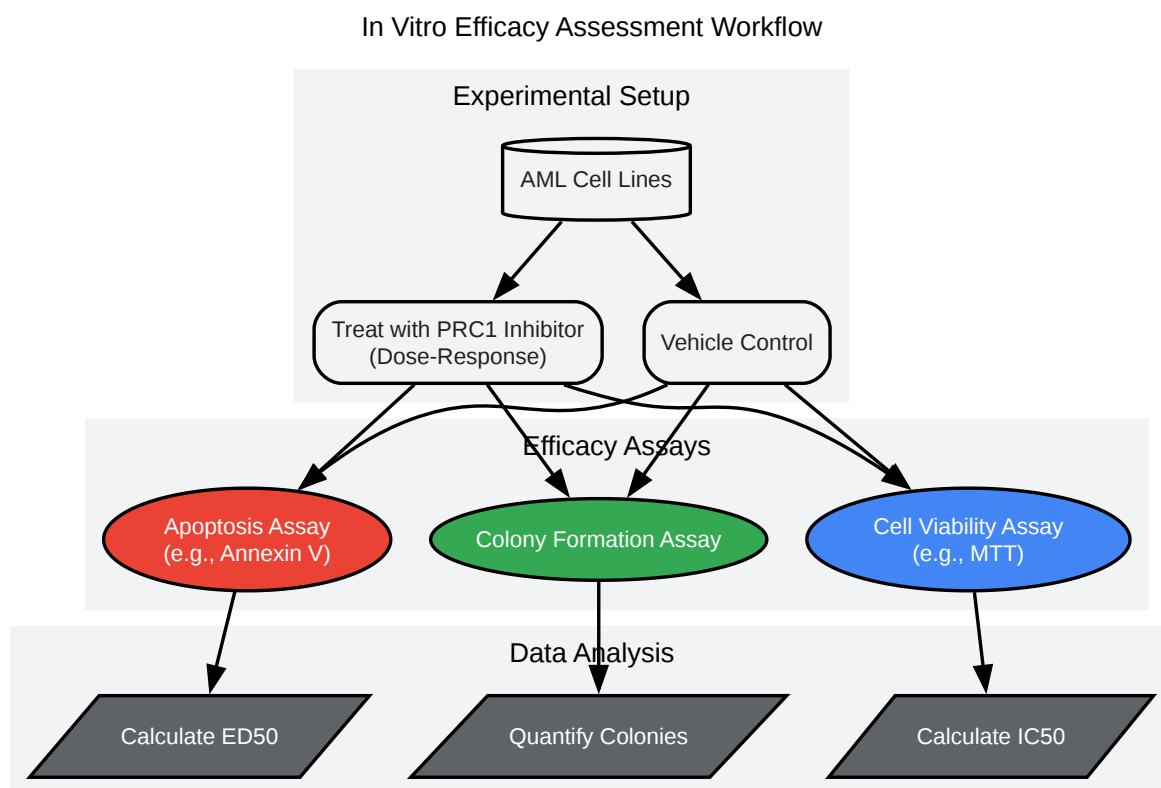 In Vitro Efficacy Assessment Workflow
Experimental Setup
AML Cell Lines
Treat with PRC1 Inhibitor
(Dose-Response)
Vehicle Control
Efficacy Assays
Apoptosis Assay
(e.g., Annexin V)
Colony Formation Assay
Cell Viability Assay
(e.g., MTT)
Data Analysis
Calculate ED50
Quantify Colonies
Calculate IC50